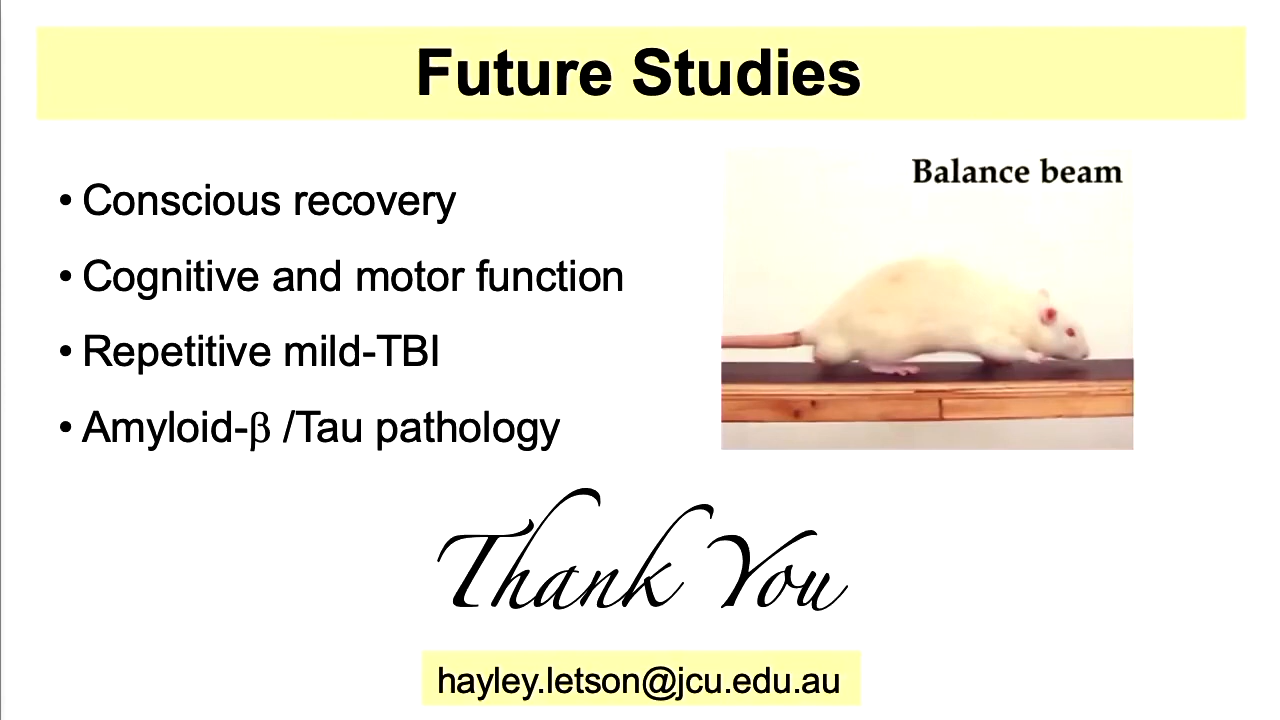 Future Studies
• Conscious recovery
• Cognitive and motor function
• Repetitive mild-TBI
• Amyloid-β /Tau pathology
Balance beam
Thank You
hayley.letson@jcu.edu.au